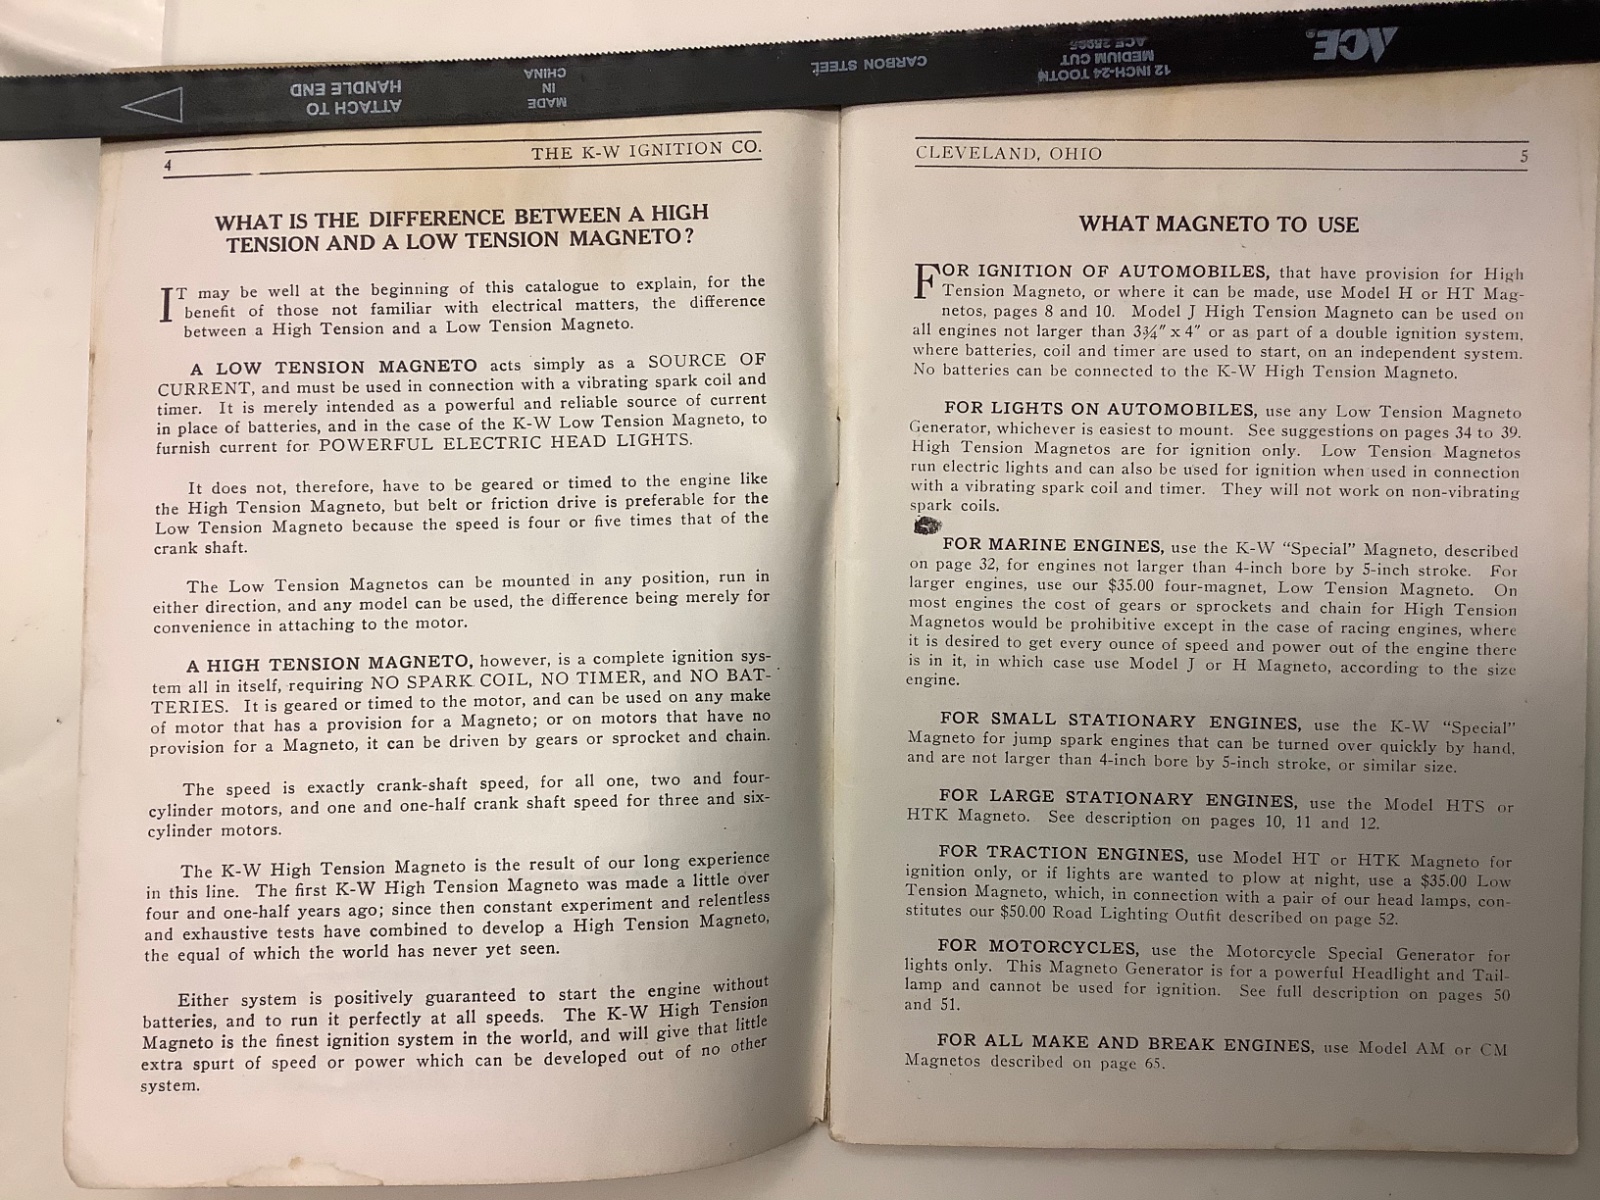 ACE®
12 INCH-24 TOOTH
MEDIUM CUT
ACE 25995
CARBON STEEL
MADE
IN
CHINA
ATTACH TO
HANDLE END
4
THE K-W IGNITION CO.
WHAT IS THE DIFFERENCE BETWEEN A HIGH
TENSION AND A LOW TENSION MAGNETO?
IT may be well at the beginning of this catalogue to explain, for the
benefit of those not familiar with electrical matters, the difference
between a High Tension and a Low Tension Magneto.
A LOW TENSION MAGNETO acts simply as a SOURCE OF
CURRENT, and must be used in connection with a vibrating spark coil and
timer. It is merely intended as a powerful and reliable source of current
in place of batteries, and in the case of the K-W Low Tension Magneto, to
furnish current for POWERFUL ELECTRIC HEAD LIGHTS.
It does not, therefore, have to be geared or timed to the engine like
the High Tension Magneto, but belt or friction drive is preferable for the
Low Tension Magneto because the speed is four or five times that of the
crank shaft.
The Low Tension Magnetos can be mounted in any position, run in
either direction, and any model can be used, the difference being merely for
convenience in attaching to the motor.
A HIGH TENSION MAGNETO, however, is a complete ignition sys-
tem all in itself, requiring NO SPARK COIL, NO TIMER, and NO BAT-
TERIES. It is geared or timed to the motor, and can be used on any make
of motor that has a provision for a Magneto; or on motors that have no
provision for a Magneto, it can be driven by gears or sprocket and chain.
The speed is exactly crank-shaft speed, for all one, two and four-
cylinder motors, and one and one-half crank shaft speed for three and six-
cylinder motors.
The K-W High Tension Magneto is the result of our long experience
in this line. The first K-W High Tension Magneto was made a little over
four and one-half years ago; since then constant experiment and relentless
and exhaustive tests have combined to develop a High Tension Magneto,
the equal of which the world has never yet seen.
Either system is positively guaranteed to start the engine without
batteries, and to run it perfectly at all speeds. The K-W High Tension
Magneto is the finest ignition system in the world, and will give that little
extra spurt of speed or power which can be developed out of no other
system.
CLEVELAND, OHIO
5
WHAT MAGNETO TO USE
FOR IGNITION OF AUTOMOBILES, that have provision for High
Tension Magneto, or where it can be made, use Model H or HT Mag-
netos, pages 8 and 10. Model J High Tension Magneto can be used on
all engines not larger than 3¾" x 4" or as part of a double ignition system,
where batteries, coil and timer are used to start, on an independent system.
No batteries can be connected to the K-W High Tension Magneto.
FOR LIGHTS ON AUTOMOBILES, use any Low Tension Magneto
Generator, whichever is easiest to mount. See suggestions on pages 34 to 39.
High Tension Magnetos are for ignition only. Low Tension Magnetos
run electric lights and can also be used for ignition when used in connection
with a vibrating spark coil and timer. They will not work on non-vibrating
spark coils.
FOR MARINE ENGINES, use the K-W "Special" Magneto, described
on page 32, for engines not larger than 4-inch bore by 5-inch stroke. For
larger engines, use our $35.00 four-magnet, Low Tension Magneto. On
most engines the cost of gears or sprockets and chain for High Tension
Magnetos would be prohibitive except in the case of racing engines, where
it is desired to get every ounce of speed and power out of the engine there
is in it, in which case use Model J or H Magneto, according to the size
engine.
FOR SMALL STATIONARY ENGINES, use the K-W "Special"
Magneto for jump spark engines that can be turned over quickly by hand,
and are not larger than 4-inch bore by 5-inch stroke, or similar size.
FOR LARGE STATIONARY ENGINES, use the Model HTS or
HTK Magneto. See description on pages 10, 11 and 12.
FOR TRACTION ENGINES, use Model HT or HTK Magneto for
ignition only, or if lights are wanted to plow at night, use a $35.00 Low
Tension Magneto, which, in connection with a pair of our head lamps, con-
stitutes our $50.00 Road Lighting Outfit described on page 52.
FOR MOTORCYCLES, use the Motorcycle Special Generator for
lights only. This Magneto Generator is for a powerful Headlight and Tail-
lamp and cannot be used for ignition. See full description on pages 50
and 51.
FOR ALL MAKE AND BREAK ENGINES, use Model AM or CM
Magnetos described on page 65.